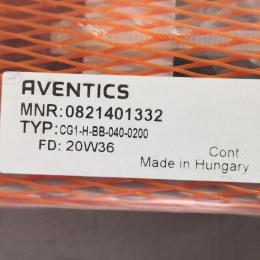 AVENTICS
MNR:0821401332
TYP:CG1-H-BB-040-0200
FD: 20W36
Cont :
Made in Hungary